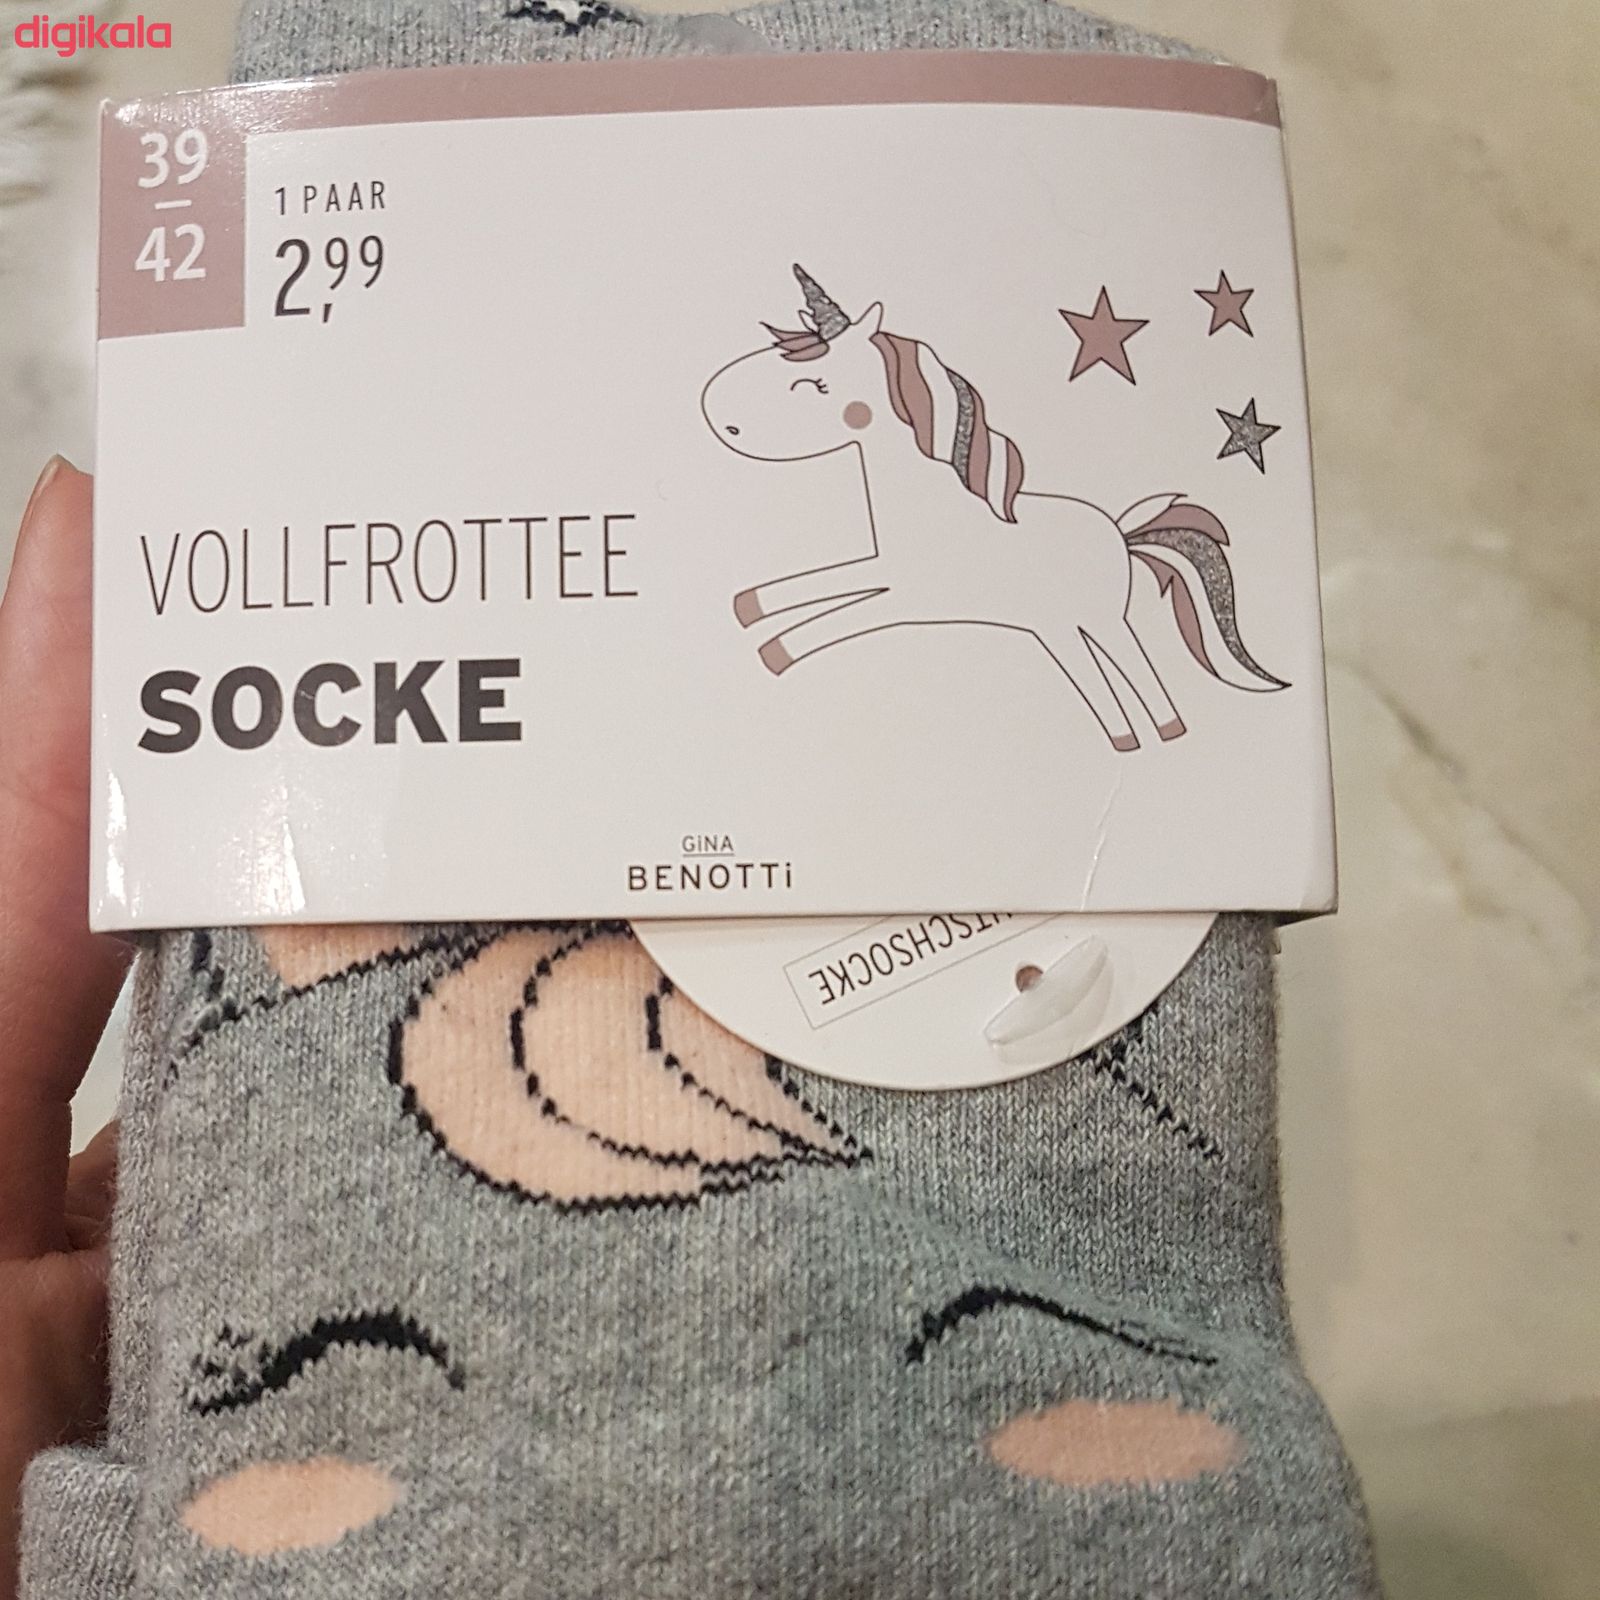 digikala
39
–
42
1 PAAR
2,99
VOLLFROTTEE
SOCKE
GiNA
BENOTTi